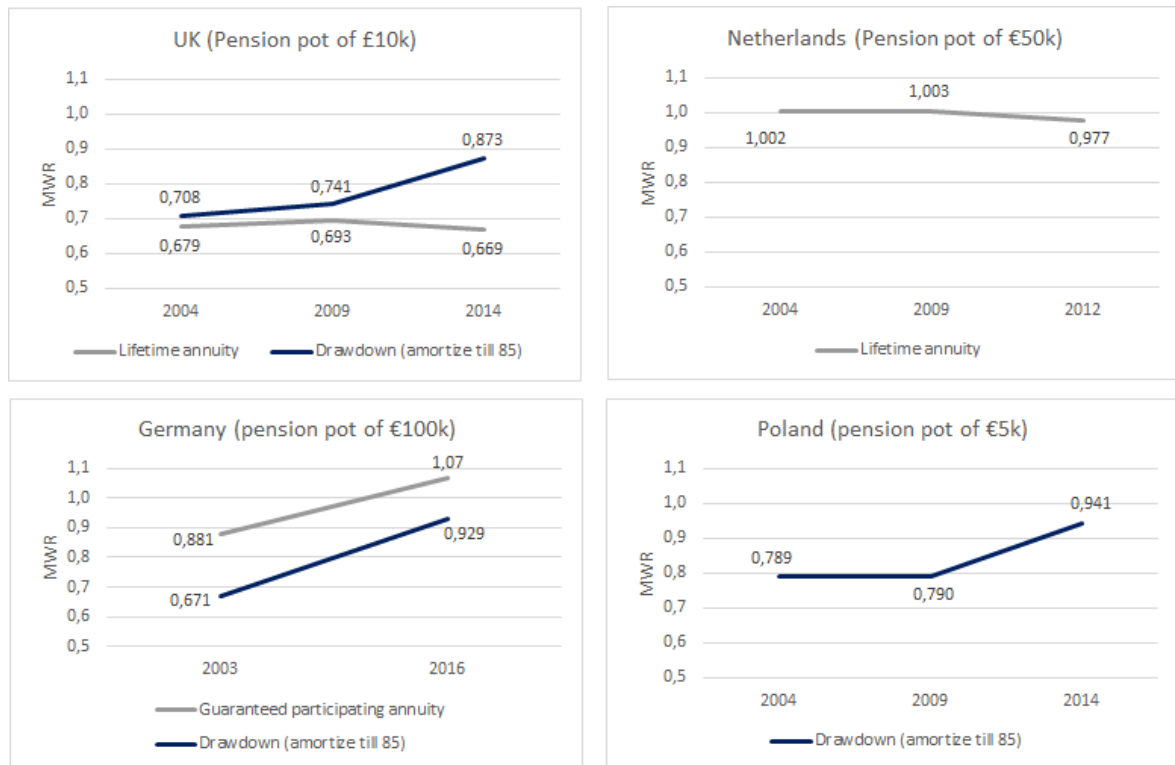 UK (Pension pot of £10k)
MWR
1,1
1,0
0,9
0,8
0,7
0,6
0,5
0,708
0,741
0,873
0,679
0,693
0,669
2004 2009 2014
Lifetime annuity Drawdown (amortize till 85)
Netherlands (Pension pot of €50k)
MWR
1,1
1,0
0,9
0,8
0,7
0,6
0,5
1,002
1,003
0,977
2004 2009 2012
Lifetime annuity
Germany (pension pot of €100k)
MWR
1,1
1,0
0,9
0,8
0,7
0,6
0,5
0,881
1,07
0,671
0,929
2003 2016
Guaranteed participating annuity
Drawdown (amortize till 85)
Poland (pension pot of €5k)
MWR
1,1
1,0
0,9
0,8
0,7
0,6
0,5
0,789
0,790
0,941
2004 2009 2014
Drawdown (amortize till 85)